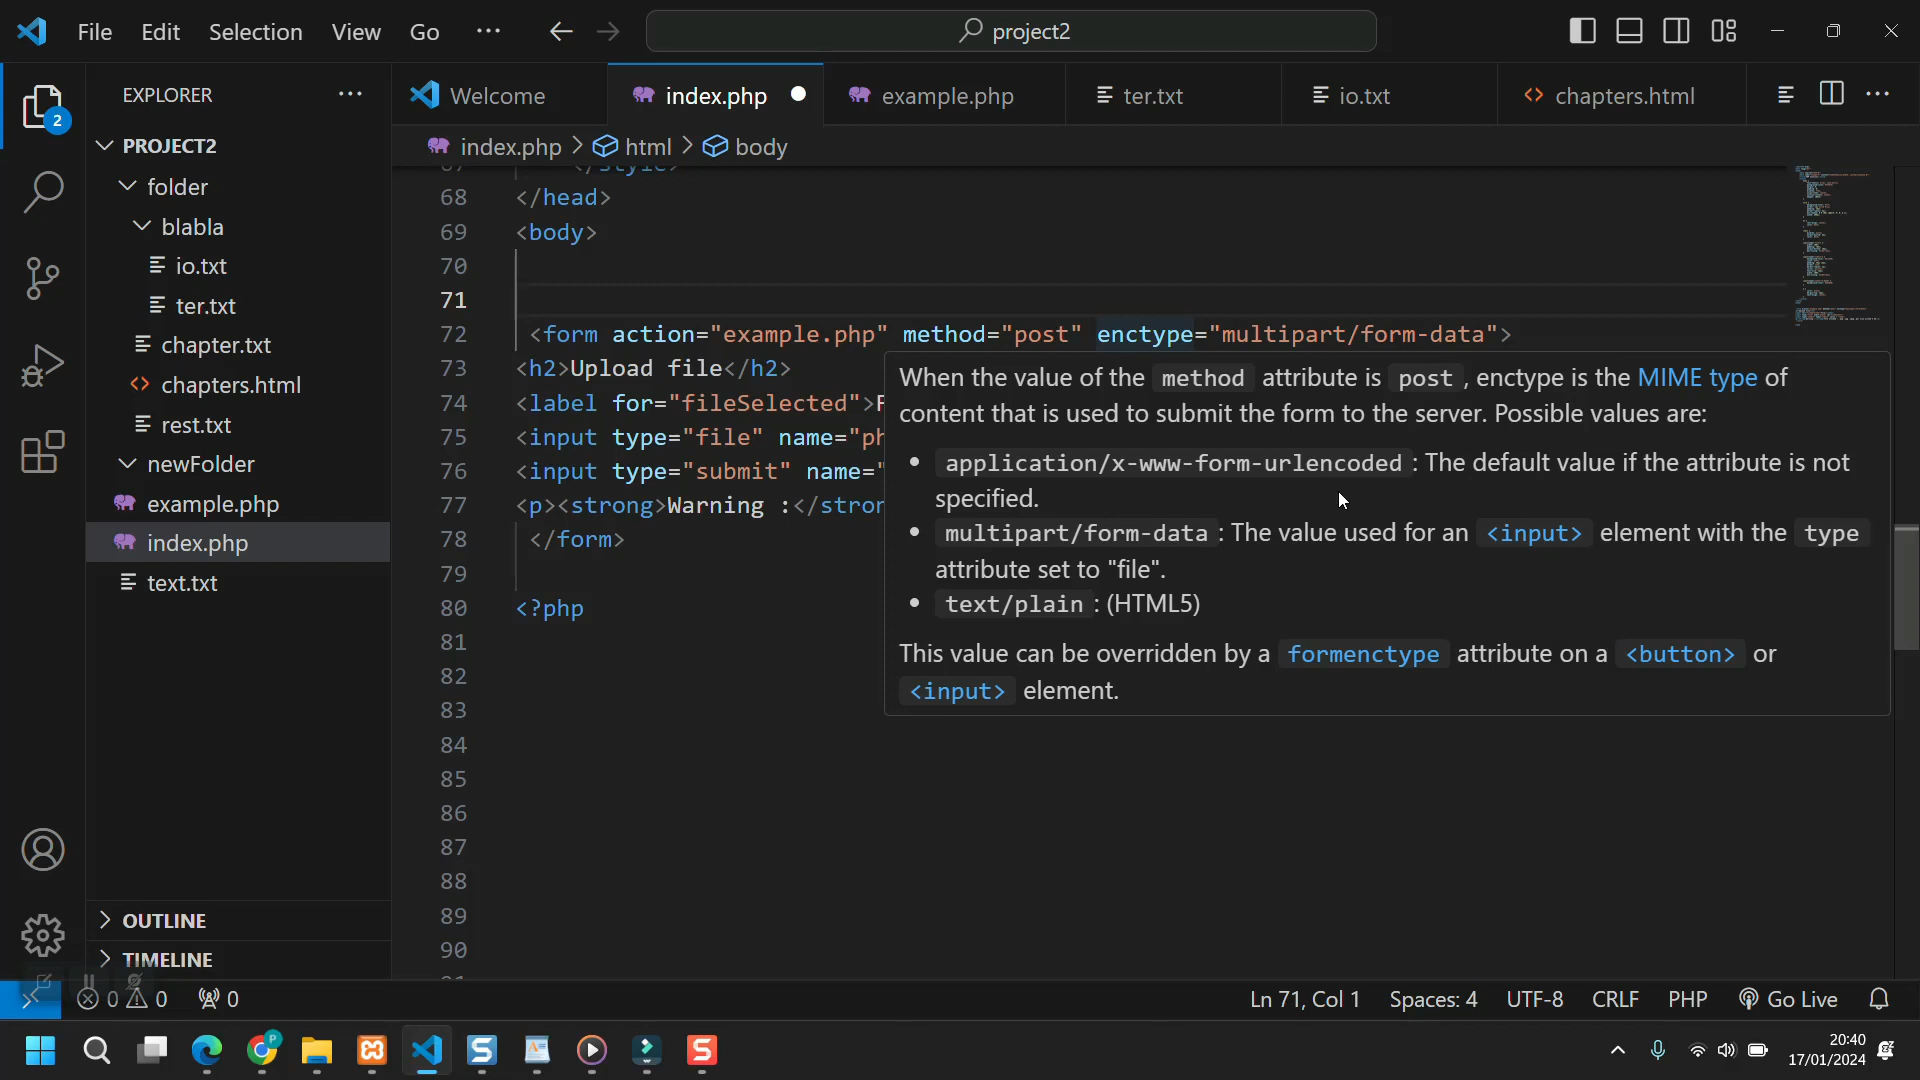 File Edit Selection View Go ··· project2
EXPLORER ···
Welcome index.php example.php ter.txt io.txt chapters.html ···
index.php > html > body
PROJECT2
folder
blabla
io.txt
ter.txt
chapter.txt
chapters.html
rest.txt
newFolder
example.php
index.php
text.txt
OUTLINE
TIMELINE
67 </style>
68 </head>
69 <body>
70
71
72 <form action="example.php" method="post" enctype="multipart/form-data">
73 <h2>Upload file</h2>
74 <label for="fileSelected">F
75 <input type="file" name="ph
76 <input type="submit" name="
77 <p><strong>Warning :</stron
78 </form>
79
80 <?php
81
82
83
84
85
86
87
88
89
90
When the value of the method attribute is post , enctype is the MIME type of
content that is used to submit the form to the server. Possible values are:
• application/x-www-form-urlencoded : The default value if the attribute is not
specified.
• multipart/form-data : The value used for an <input> element with the type
attribute set to "file".
• text/plain : (HTML5)
This value can be overridden by a formenctype attribute on a <button> or
<input> element.
2
0 0 0 Ln 71, Col 1 Spaces: 4 UTF-8 CRLF PHP Go Live
20:40
17/01/2024